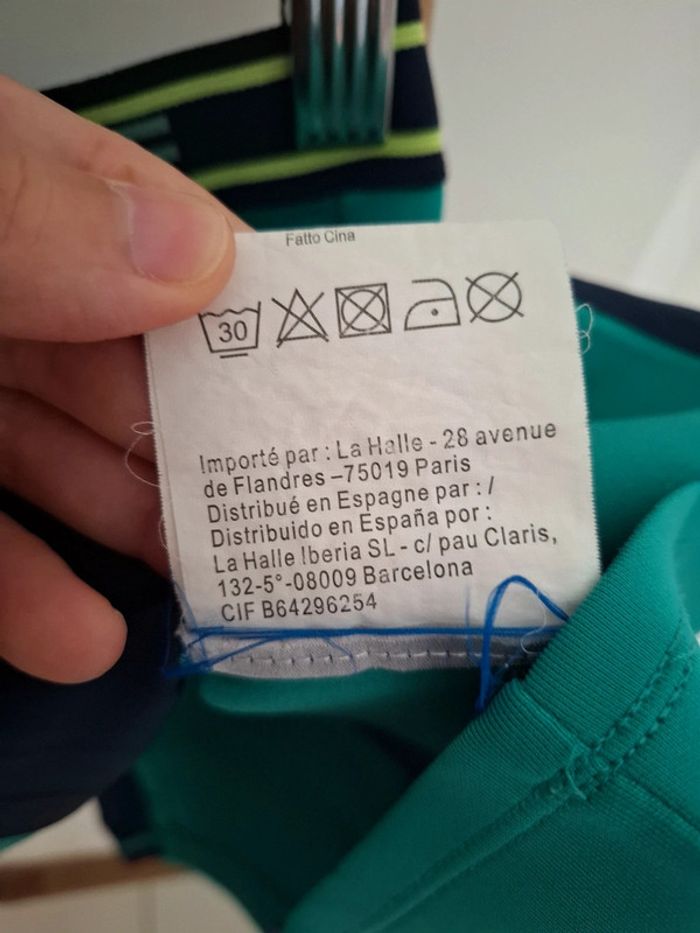 Fatto Cina
30
Importé par : La Halle - 28 avenue
de Flandres –75019 Paris
Distribué en Espagne par : /
Distribuido en España por :
La Halle Iberia SL - c/ pau Claris,
132-5°-08009 Barcelona
CIF B64296254